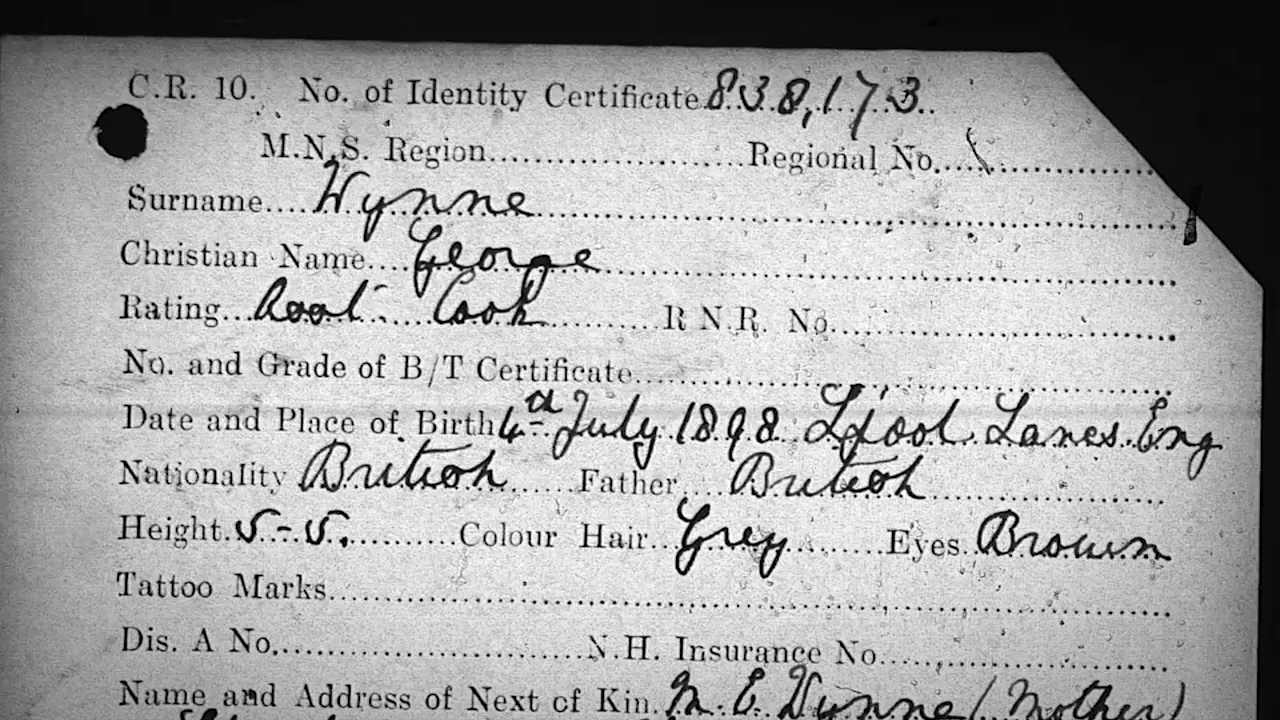 C.R. 10. No. of Identity Certificate 838,173
M.N.S. Region Regional No.
Surname Wynne
Christian Name George
Rating Asst. Cook R.N.R. No.
No. and Grade of B/T Certificate
Date and Place of Birth 4th July 1898 L'pool Lancs. Eng
Nationality British Father British
Height 5-5. Colour Hair Grey Eyes Brown
Tattoo Marks
Dis. A No. N.H. Insurance No.
Name and Address of Next of Kin M. E. Wynne (Mother)